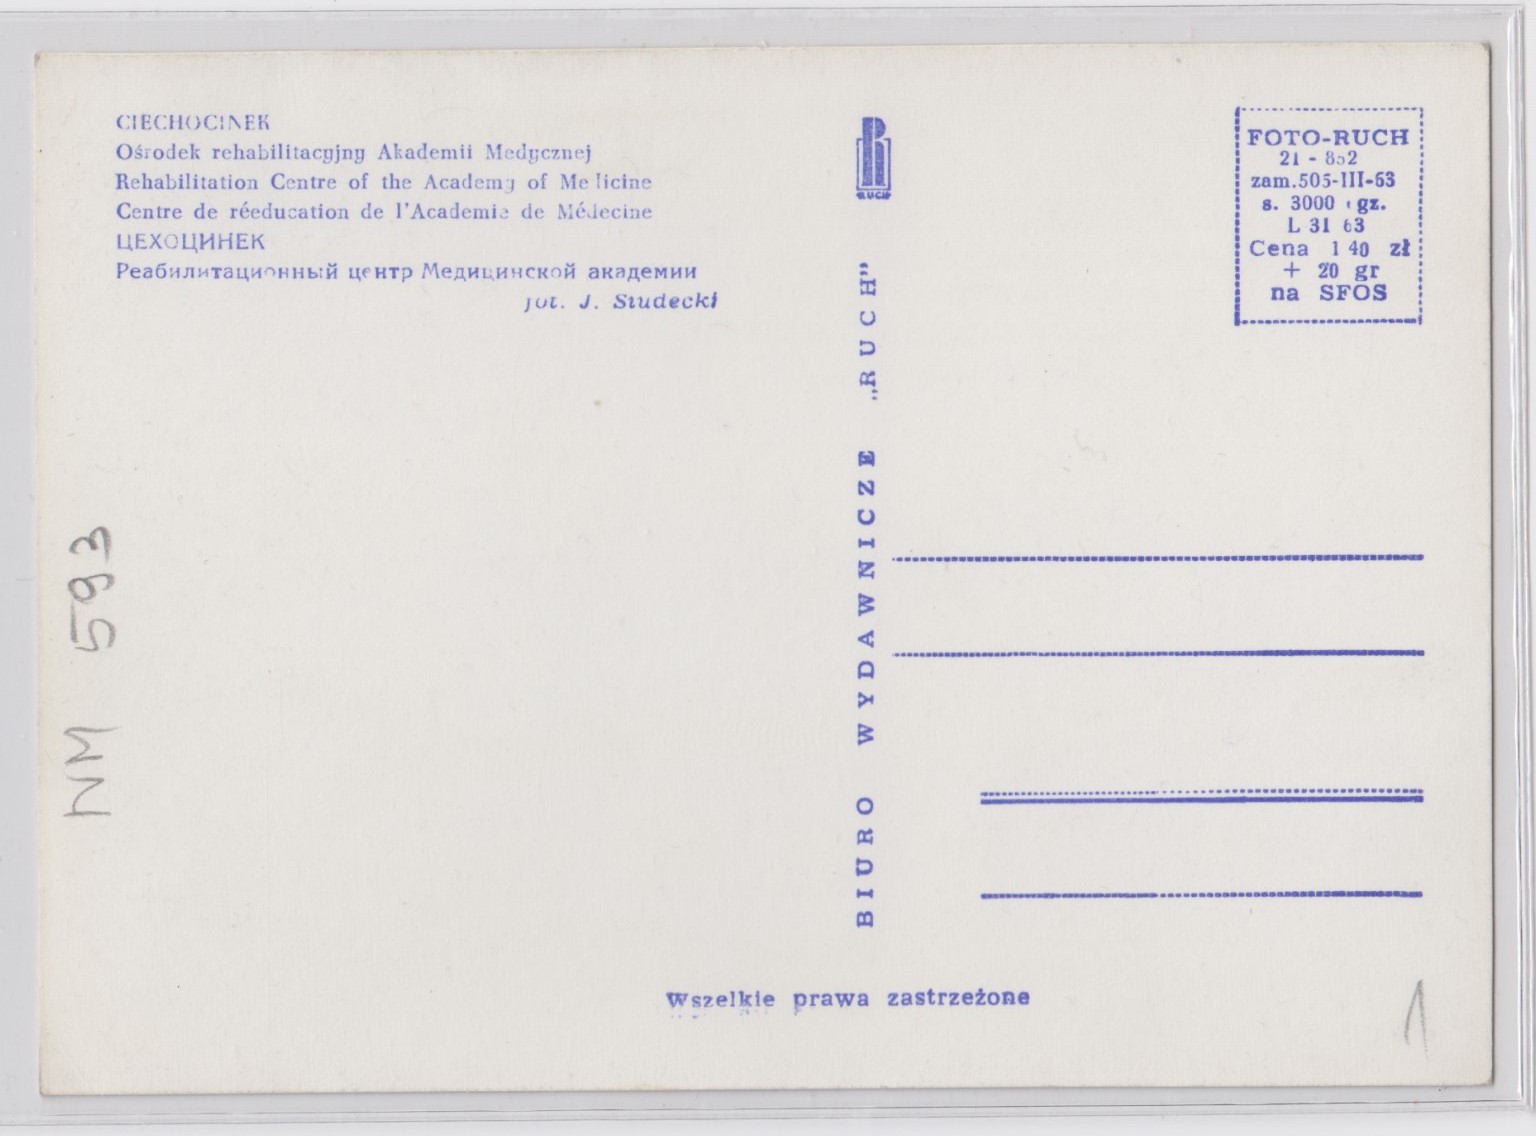 CIECHOCINEK
Ośrodek rehabilitacyjny Akademii Medycznej
Rehabilitation Centre of the Academy of Medicine
Centre de réeducation de l'Academie de Médecine
ЦЕХОЦИНЕК
Реабилитационный центр Медицинской академии
fot. J. Studecki
RUCH
FOTO-RUCH
21 - 852
zam.505-III-63
s. 3000 egz.
L 31 63
Cena 1 40 zł
+ 20 gr
na SFOS
BIURO WYDAWNICZE „RUCH”
NM 593
Wszelkie prawa zastrzeżone
1